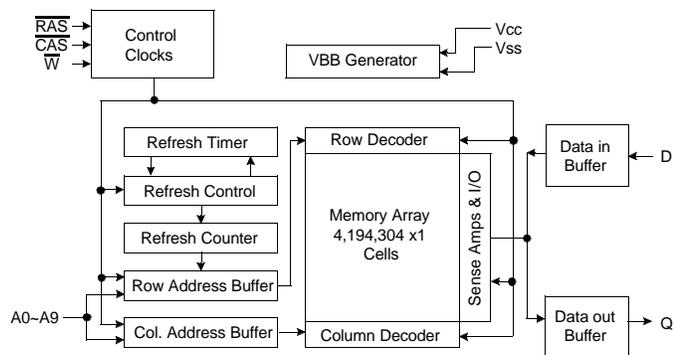 RAS
CAS
W
Control
Clocks
Vcc
Vss
VBB Generator
Refresh Timer
Row Decoder
Data in
Buffer
D
Refresh Control
Memory Array
4,194,304 x1
Cells
Sense Amps & I/O
Refresh Counter
Row Address Buffer
A0~A9
Col. Address Buffer
Column Decoder
Data out
Buffer
Q